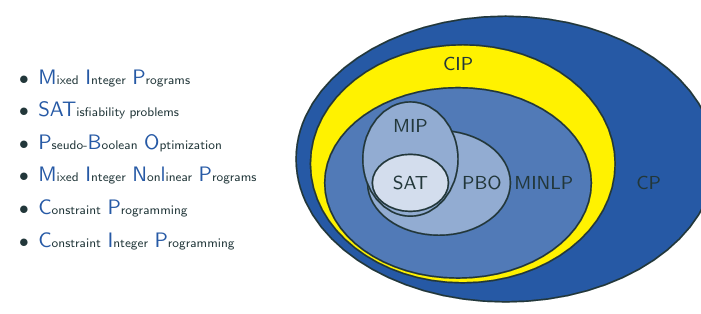 • Mixed Integer Programs
• SATisfiability problems
• Pseudo-Boolean Optimization
• Mixed Integer Nonlinear Programs
• Constraint Programming
• Constraint Integer Programming
CIP
MIP
SAT
PBO
MINLP
CP